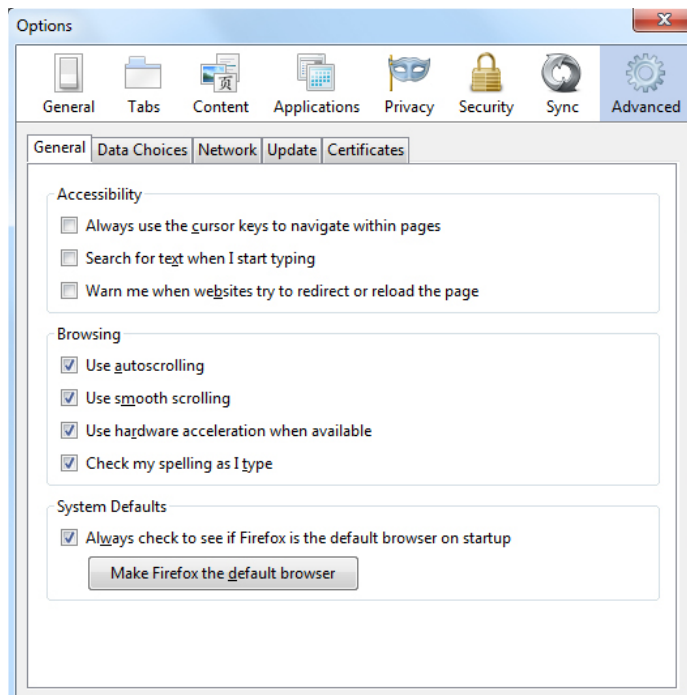 Options
General Tabs Content Applications Privacy Security Sync Advanced
General Data Choices Network Update Certificates
Accessibility
Always use the cursor keys to navigate within pages
Search for text when I start typing
Warn me when websites try to redirect or reload the page
Browsing
Use autoscrolling
Use smooth scrolling
Use hardware acceleration when available
Check my spelling as I type
System Defaults
Always check to see if Firefox is the default browser on startup
Make Firefox the default browser